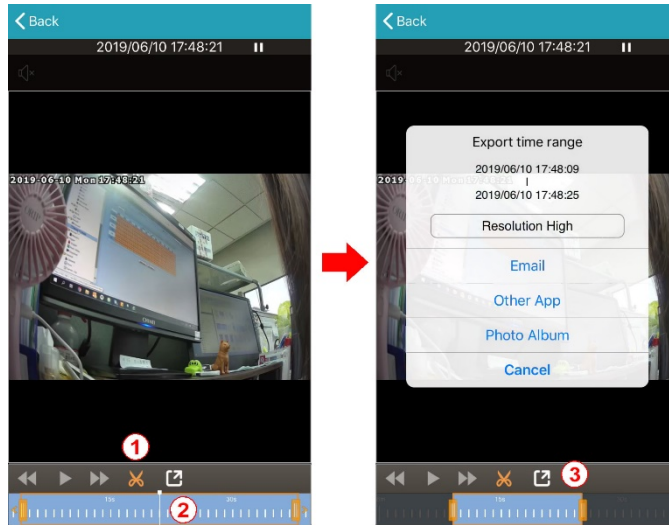 Back
2019/06/10 17:48:21
2019-06-10 Mon 17:48:21
1
15s
20s
2
Back
2019/06/10 17:48:21
2019
Export time range
2019/06/10 17:48:09
2019/06/10 17:48:25
Resolution High
Email
Other App
Photo Album
Cancel
3
15s